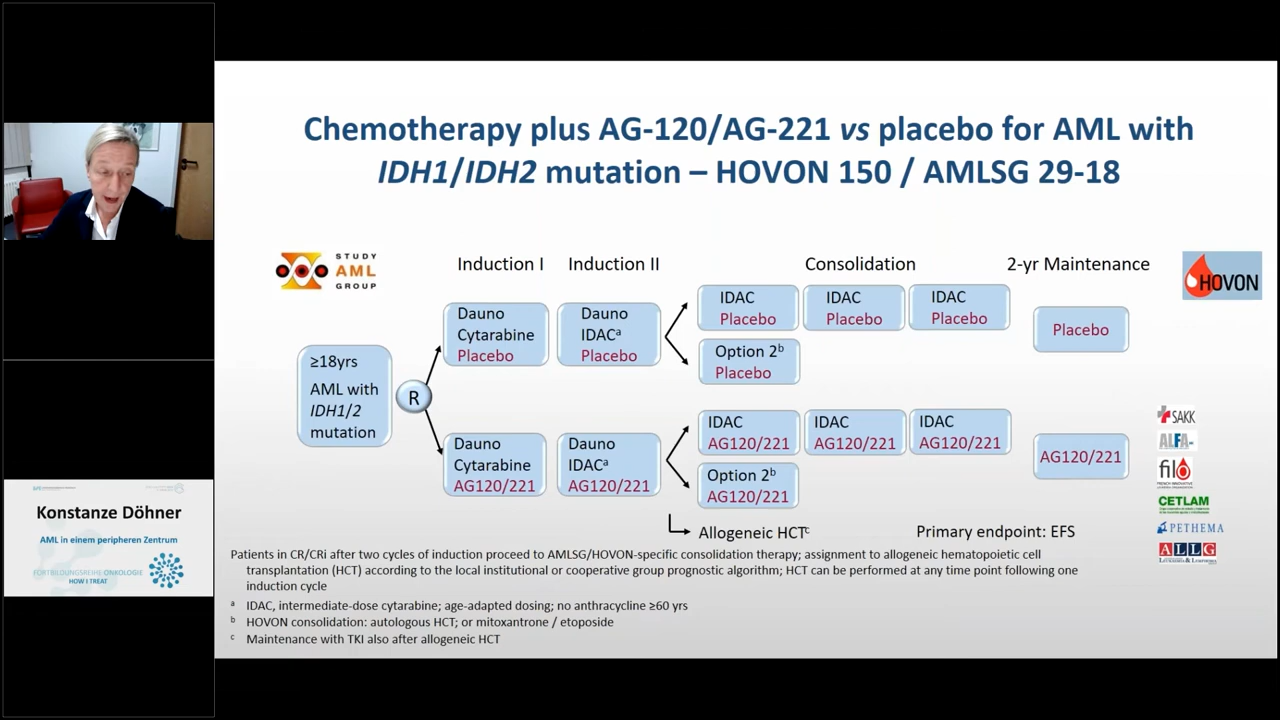 Chemotherapy plus AG-120/AG-221 vs placebo for AML with
IDH1/IDH2 mutation – HOVON 150 / AMLSG 29-18
STUDY
AML
GROUP
Induction I
Induction II
Consolidation
2-yr Maintenance
HOVON
Dauno
Cytarabine
Placebo
Dauno
IDACᵃ
Placebo
IDAC
Placebo
IDAC
Placebo
IDAC
Placebo
Placebo
Option 2ᵇ
Placebo
≥18yrs
AML with
IDH1/2
mutation
R
Dauno
Cytarabine
AG120/221
Dauno
IDACᵃ
AG120/221
IDAC
AG120/221
IDAC
AG120/221
IDAC
AG120/221
AG120/221
Option 2ᵇ
AG120/221
Allogeneic HCTᶜ
Primary endpoint: EFS
SAKK
ALFA-
filo
CETLAM
PETHEMA
ALLG
Patients in CR/CRi after two cycles of induction proceed to AMLSG/HOVON-specific consolidation therapy; assignment to allogeneic hematopoietic cell
transplantation (HCT) according to the local institutional or cooperative group prognostic algorithm; HCT can be performed at any time point following one
induction cycle
ᵃ IDAC, intermediate-dose cytarabine; age-adapted dosing; no anthracycline ≥60 yrs
ᵇ HOVON consolidation: autologous HCT; or mitoxantrone / etoposide
ᶜ Maintenance with TKI also after allogeneic HCT
Konstanze Döhner
AML in einem peripheren Zentrum
FORTBILDUNGSREIHE ONKOLOGIE
HOW I TREAT